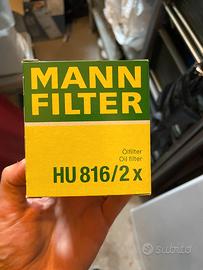 MANN
FILTER
Ölfilter
Oil filter
HU 816/2 x
subito